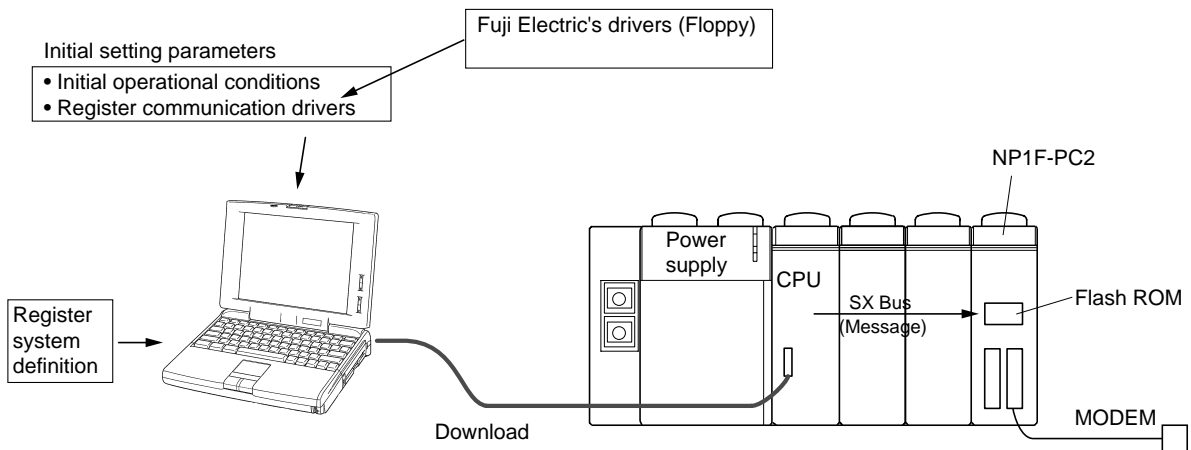 Fuji Electric's drivers (Floppy)
Initial setting parameters
• Initial operational conditions
• Register communication drivers
NP1F-PC2
Power
supply
CPU
SX Bus
(Message)
Flash ROM
Register
system
definition
Download
MODEM